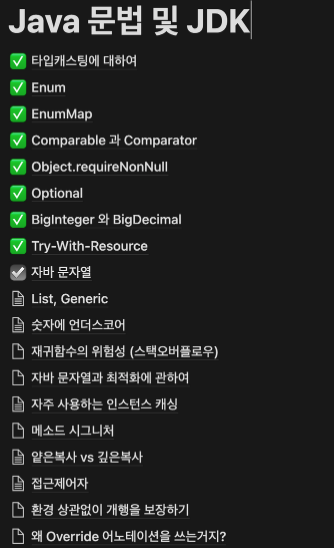 Java 문법 및 JDK
타입캐스팅에 대하여
Enum
EnumMap
Comparable 과 Comparator
Object.requireNonNull
Optional
BigInteger 와 BigDecimal
Try-With-Resource
자바 문자열
List, Generic
숫자에 언더스코어
재귀함수의 위험성 (스택오버플로우)
자바 문자열과 최적화에 관하여
자주 사용하는 인스턴스 캐싱
메소드 시그니처
얕은복사 vs 깊은복사
접근제어자
환경 상관없이 개행을 보장하기
왜 Override 어노테이션을 쓰는거지?